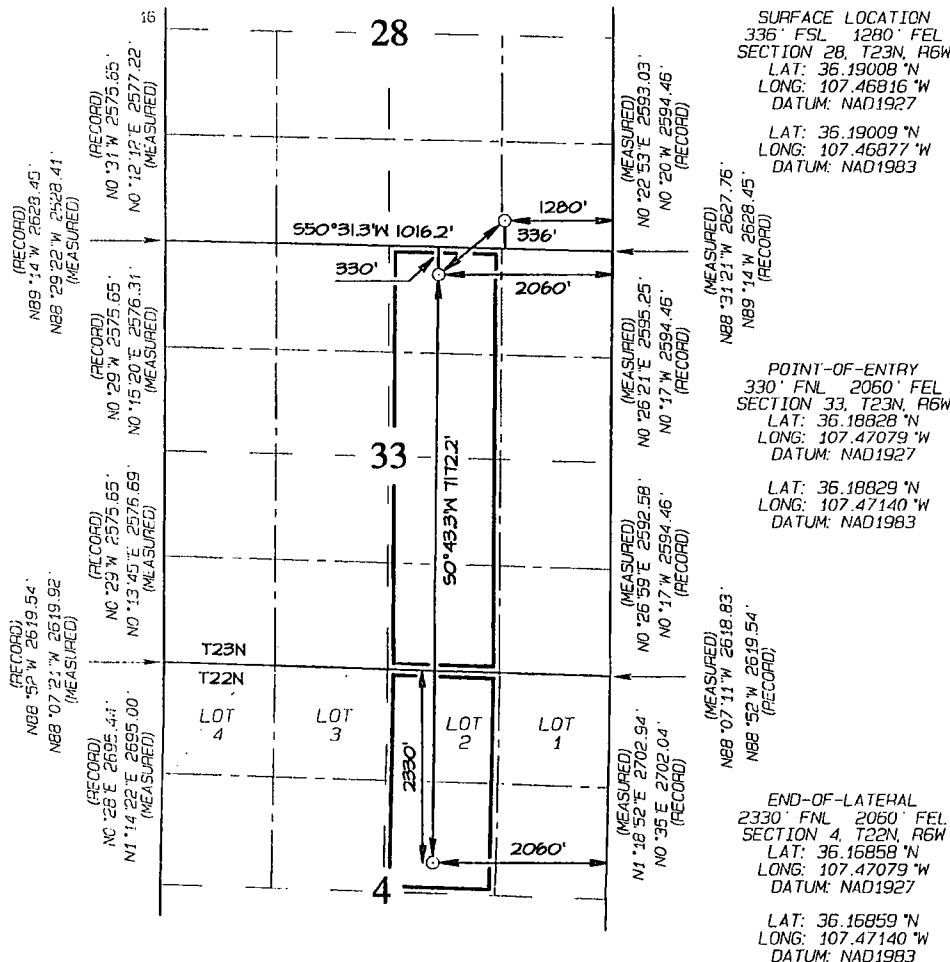 16
28
SURFACE LOCATION
336' FSL 1280' FEL
SECTION 28, T23N, R6W
LAT: 36.19008 °N
LONG: 107.46816 °W
DATUM: NAD1927
LAT: 36.19009 °N
LONG: 107.46877 °W
DATUM: NAD1983
(RECORD)
N0 °31'W 2575.65'
N0 °12'12"E 2577.22'
(MEASURED)
(MEASURED)
N0 °22'53"E 2593.03'
N0 °20'W 2594.46'
(RECORD)
(RECORD)
N89 °14'W 2628.45'
N88 °29'22"W 2628.41'
(MEASURED)
(MEASURED)
N88 °31'21"W 2627.76'
N89 °14'W 2628.45'
(RECORD)
1280'
S50°31.3'W 1016.2'
336'
330'
2060'
(RECORD)
N0 °29'W 2575.65'
N0 °15'20"E 2576.31'
(MEASURED)
(MEASURED)
N0 °26'21"E 2595.25'
N0 °17'W 2594.46'
(RECORD)
POINT-OF-ENTRY
330' FNL 2060' FEL
SECTION 33, T23N, R6W
LAT: 36.18828 °N
LONG: 107.47079 °W
DATUM: NAD1927
LAT: 36.18829 °N
LONG: 107.47140 °W
DATUM: NAD1983
33
S0°43.3'W 7172.2'
(RECORD)
N0 °29'W 2575.65'
N0 °13'45"E 2576.69'
(MEASURED)
(MEASURED)
N0 °26'59"E 2592.58'
N0 °17'W 2594.46'
(RECORD)
(RECORD)
N88 °52'W 2619.54'
N88 °07'21"W 2619.92'
(MEASURED)
(MEASURED)
N88 °07'11"W 2618.83'
N88 °52'W 2619.54'
(RECORD)
T23N
T22N
LOT 4
LOT 3
LOT 2
LOT 1
2330'
(RECORD)
N0 °28'E 2695.44'
N1 °14'22"E 2695.00'
(MEASURED)
(MEASURED)
N1 °18'52"E 2702.94'
N0 °35'E 2702.04'
(RECORD)
2060'
4
END-OF-LATERAL
2330' FNL 2060' FEL
SECTION 4, T22N, R6W
LAT: 36.16858 °N
LONG: 107.47079 °W
DATUM: NAD1927
LAT: 36.16859 °N
LONG: 107.47140 °W
DATUM: NAD1983